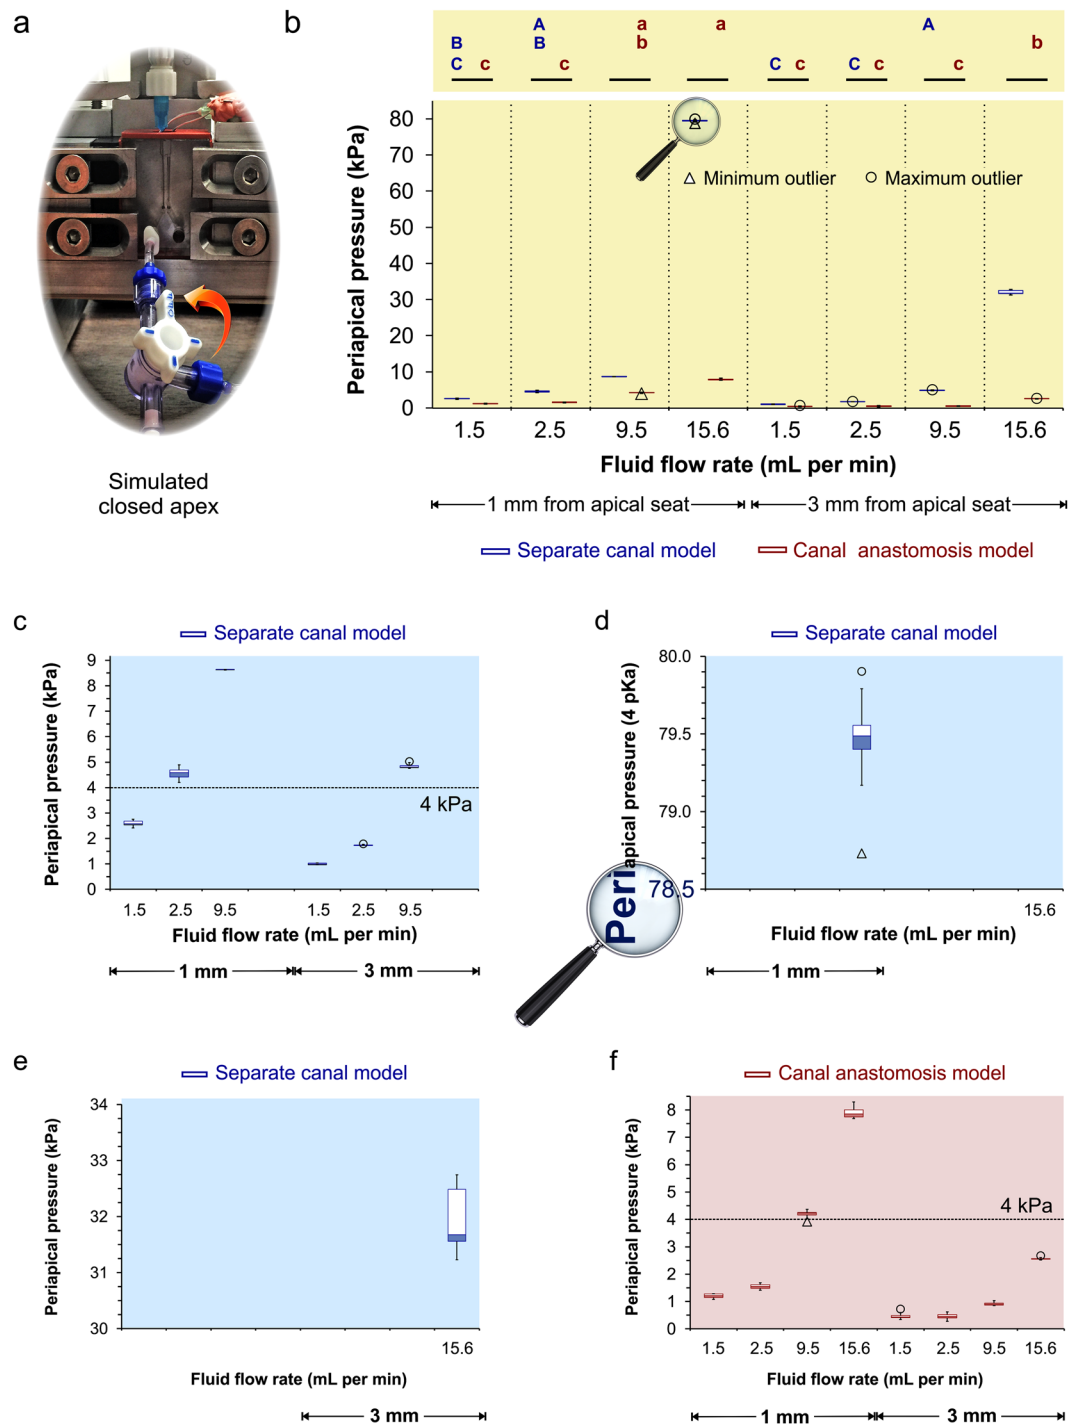 a
Simulated
closed apex
b
A a a A
B B b b
C c c C c C c c
Periapical pressure (kPa)
80
70
60
50
40
30
20
10
0
Minimum outlier Maximum outlier
1.5 2.5 9.5 15.6 1.5 2.5 9.5 15.6
Fluid flow rate (mL per min)
1 mm from apical seat 3 mm from apical seat
Separate canal model Canal anastomosis model
c
Separate canal model
Periapical pressure (kPa)
9
8
7
6
5
4
3
2
1
0
4 kPa
1.5 2.5 9.5 1.5 2.5 9.5
Fluid flow rate (mL per min)
1 mm 3 mm
d
Separate canal model
Periapical pressure (4 pKa)
80.0
79.5
79.0
78.5
15.6
Fluid flow rate (mL per min)
1 mm
e
Separate canal model
Periapical pressure (kPa)
34
33
32
31
30
15.6
Fluid flow rate (mL per min)
3 mm
f
Canal anastomosis model
Periapical pressure (kPa)
8
7
6
5
4
3
2
1
0
4 kPa
1.5 2.5 9.5 15.6 1.5 2.5 9.5 15.6
Fluid flow rate (mL per min)
1 mm 3 mm